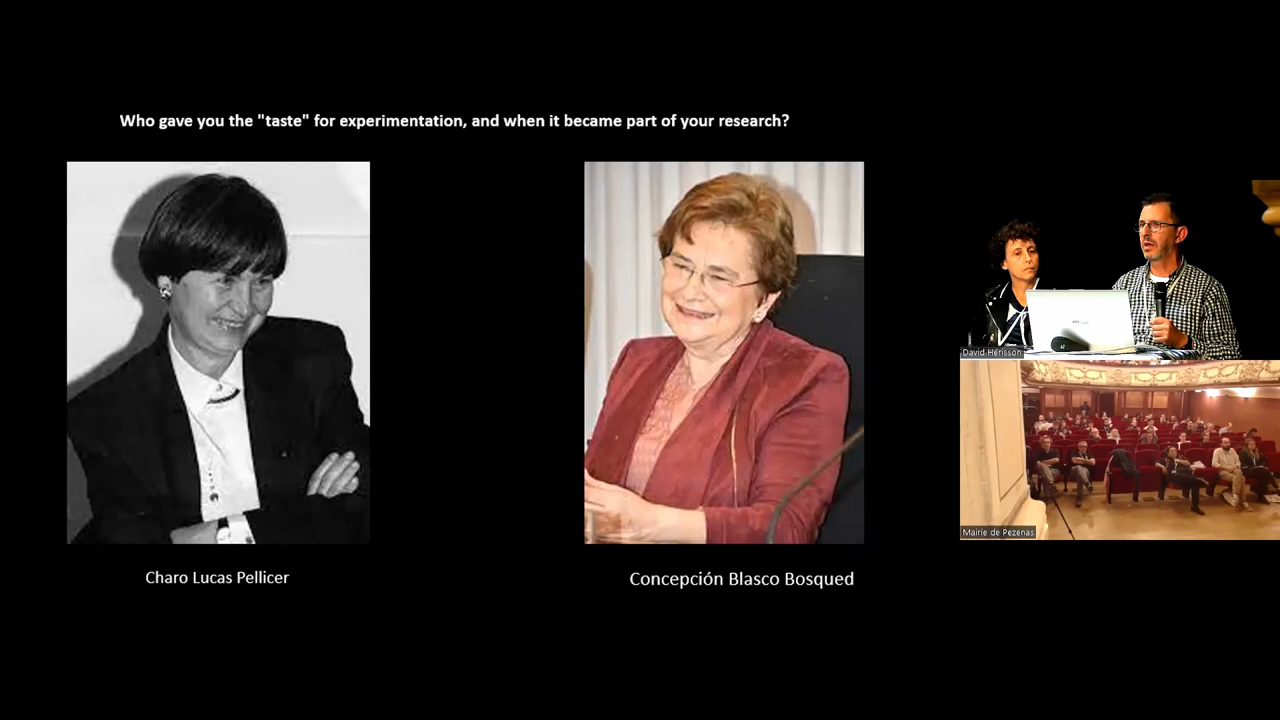 Who gave you the "taste" for experimentation, and when it became part of your research?
Charo Lucas Pellicer
Concepción Blasco Bosqued
David Herisson
Mairie de Pezenas